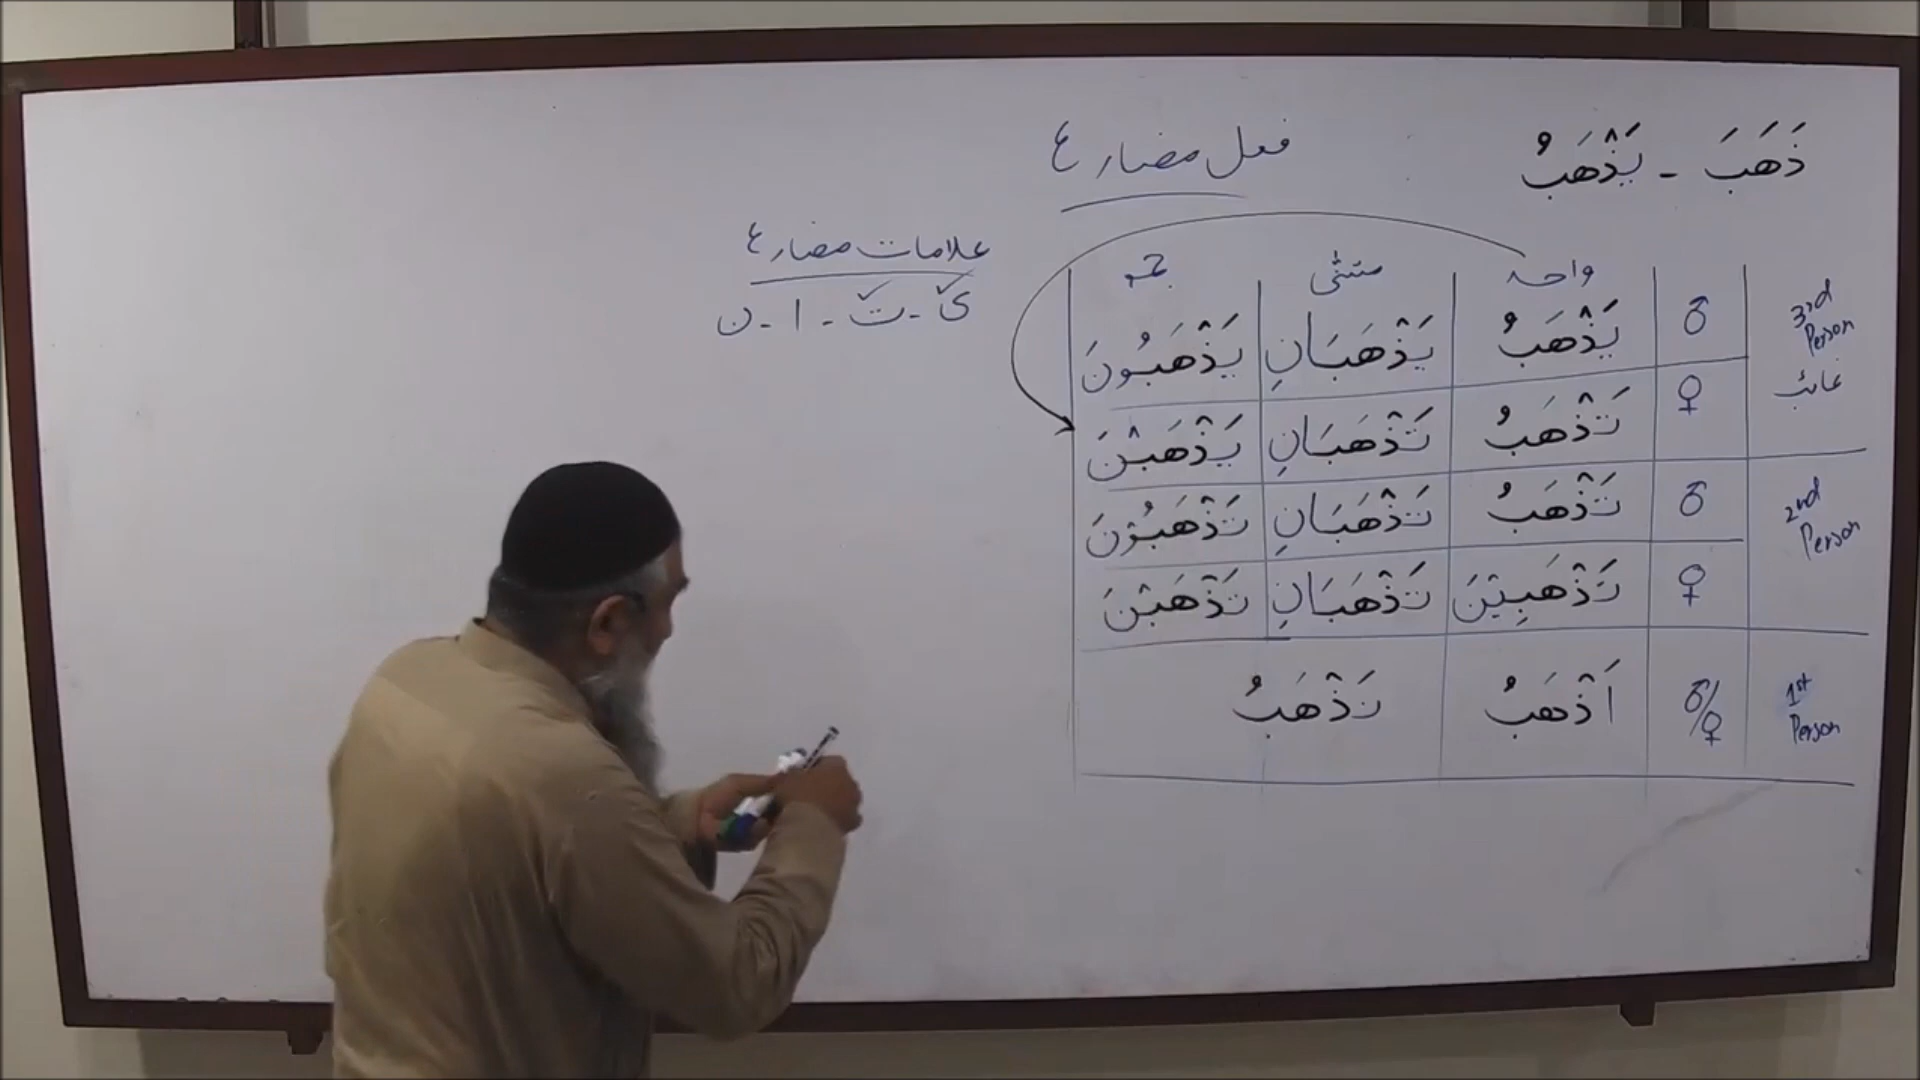 ذَهَبَ - يَذْهَبُ
فعل مضارع
علامات مضارع
ی - ت - ا - ن
واحد مثنّٰی جمع
3rd Person غائب ♂ يَذْهَبُ يَذْهَبَانِ يَذْهَبُونَ
♀ تَذْهَبُ تَذْهَبَانِ يَذْهَبْنَ
2nd Person ♂ تَذْهَبُ تَذْهَبَانِ تَذْهَبُوْنَ
♀ تَذْهَبِيْنَ تَذْهَبَانِ تَذْهَبْنَ
1st Person ♂/♀ اَذْهَبُ نَذْهَبُ